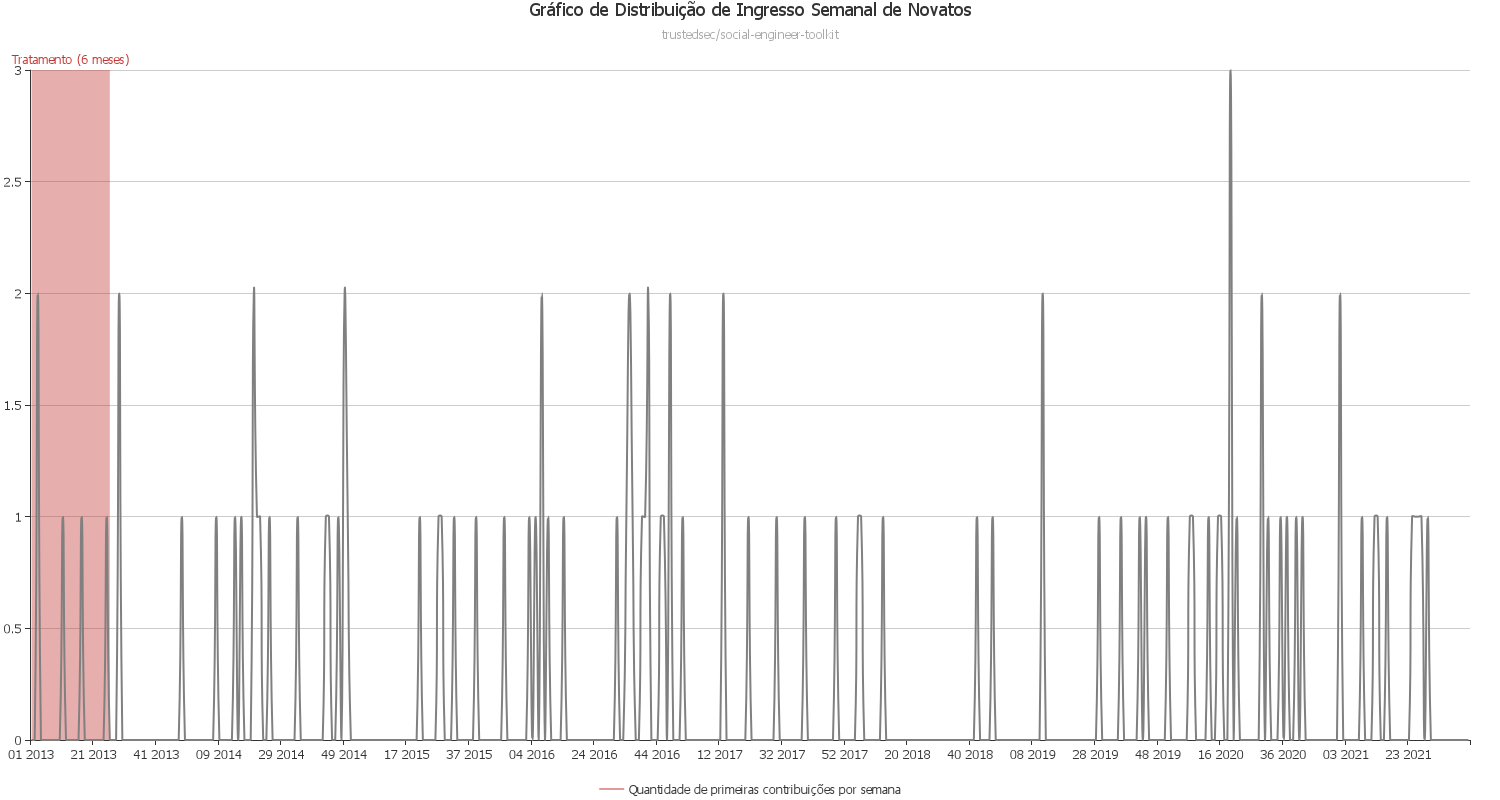 Gráfico de Distribuição de Ingresso Semanal de Novatos
trustedsec/social-engineer-toolkit
Tratamento (6 meses)
3
2.5
2
1.5
1
0.5
0
01 2013 21 2013 41 2013 09 2014 29 2014 49 2014 17 2015 37 2015 04 2016 24 2016 44 2016 12 2017 32 2017 52 2017 20 2018 40 2018 08 2019 28 2019 48 2019 16 2020 36 2020 03 2021 23 2021
Quantidade de primeiras contribuições por semana